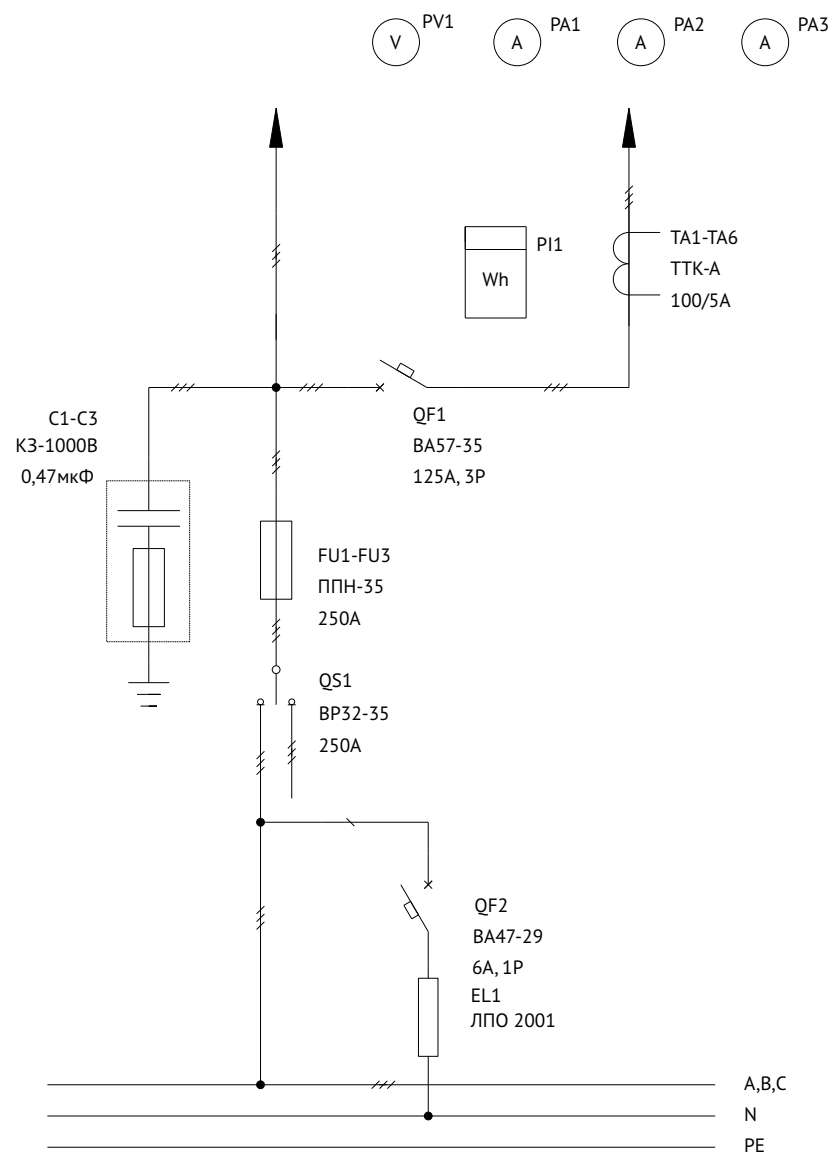 V
PV1
A
PA1
A
PA2
A
PA3
PI1
Wh
TA1-TA6
ТТК-А
100/5А
C1-C3
КЗ-1000В
0,47мкФ
QF1
ВА57-35
125А, 3Р
FU1-FU3
ППН-35
250А
QS1
ВР32-35
250А
QF2
ВА47-29
6А, 1Р
EL1
ЛПО 2001
A,B,C
N
PE